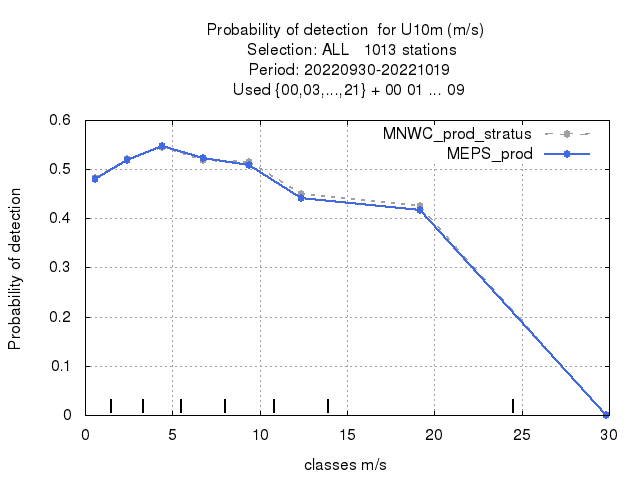 Probability of detection  for U10m (m/s)
Selection: ALL   1013 stations
Period: 20220930-20221019
Used {00,03,...,21} + 00 01 ... 09
MNWC_prod_stratus
MEPS_prod
Probability of detection
0.6
0.5
0.4
0.3
0.2
0.1
0
0 5 10 15 20 25 30
classes m/s